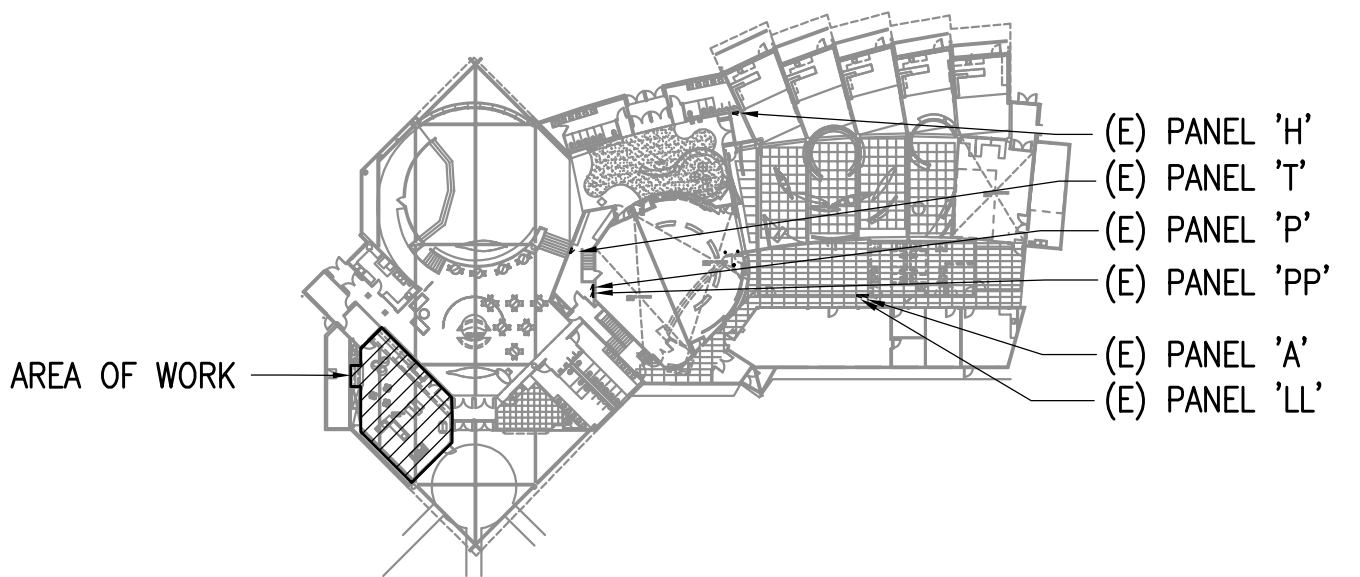 (E) PANEL 'H'
(E) PANEL 'T'
(E) PANEL 'P'
(E) PANEL 'PP'
(E) PANEL 'A'
AREA OF WORK
(E) PANEL 'LL'